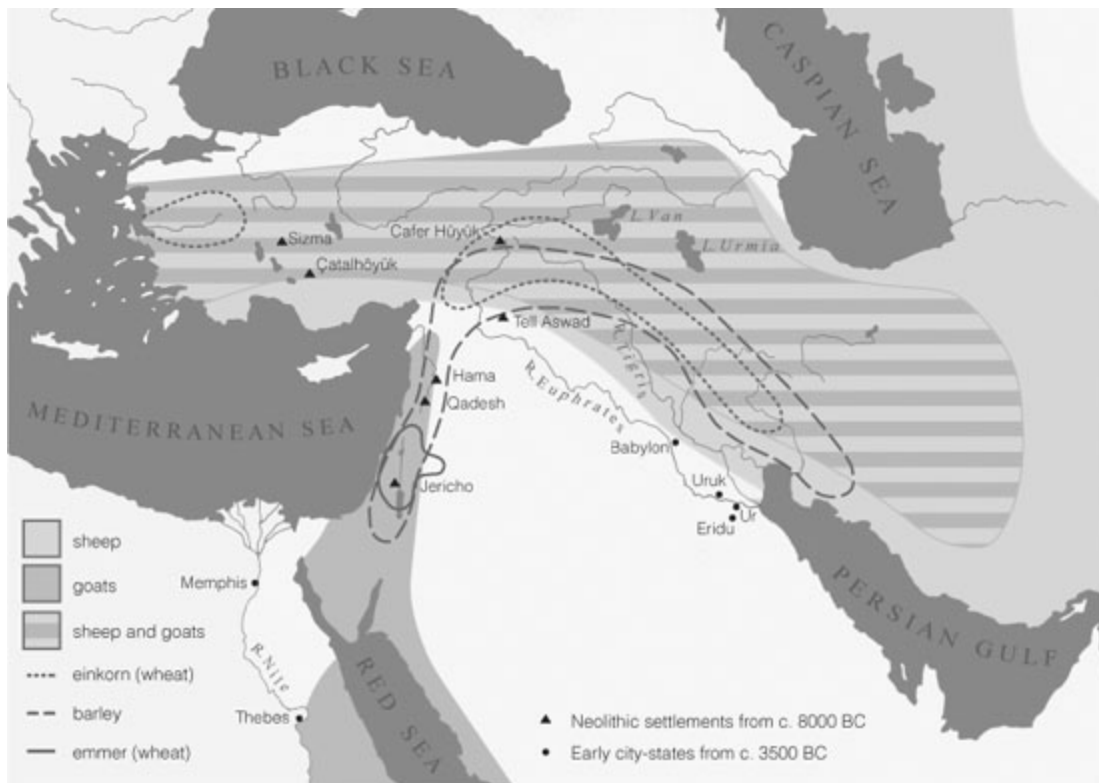 BLACK SEA
CASPIAN SEA
L.Van
L.Urmia
Cafer Hüyük
Sizma
Çatalhöyük
Tell Aswad
R.Tigris
R.Euphrates
Hama
Qadesh
MEDITERRANEAN SEA
Babylon
Jericho
Uruk
Ur
Eridu
PERSIAN GULF
Memphis
R.Nile
Thebes
RED SEA
sheep
goats
sheep and goats
einkorn (wheat)
barley
emmer (wheat)
Neolithic settlements from c. 8000 BC
Early city-states from c. 3500 BC